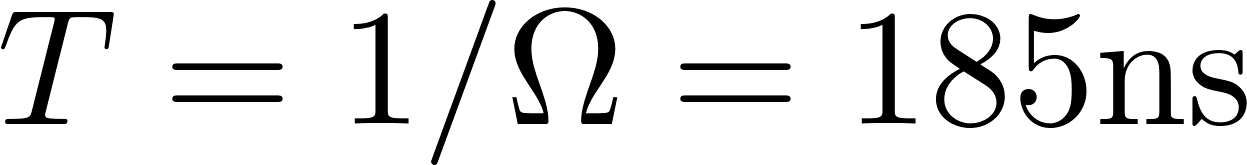 T = 1/Ω = 185ns